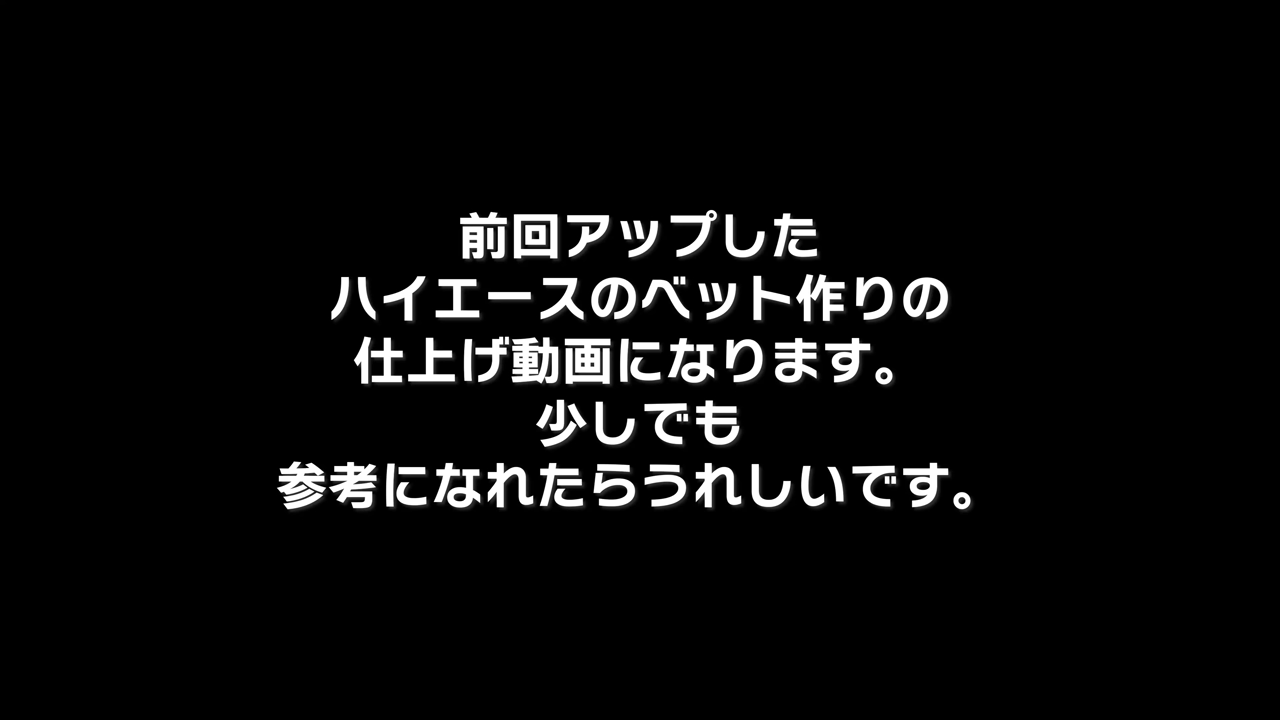 前回アップした
ハイエースのベット作りの
仕上げ動画になります。
少しでも
参考になれたらうれしいです。